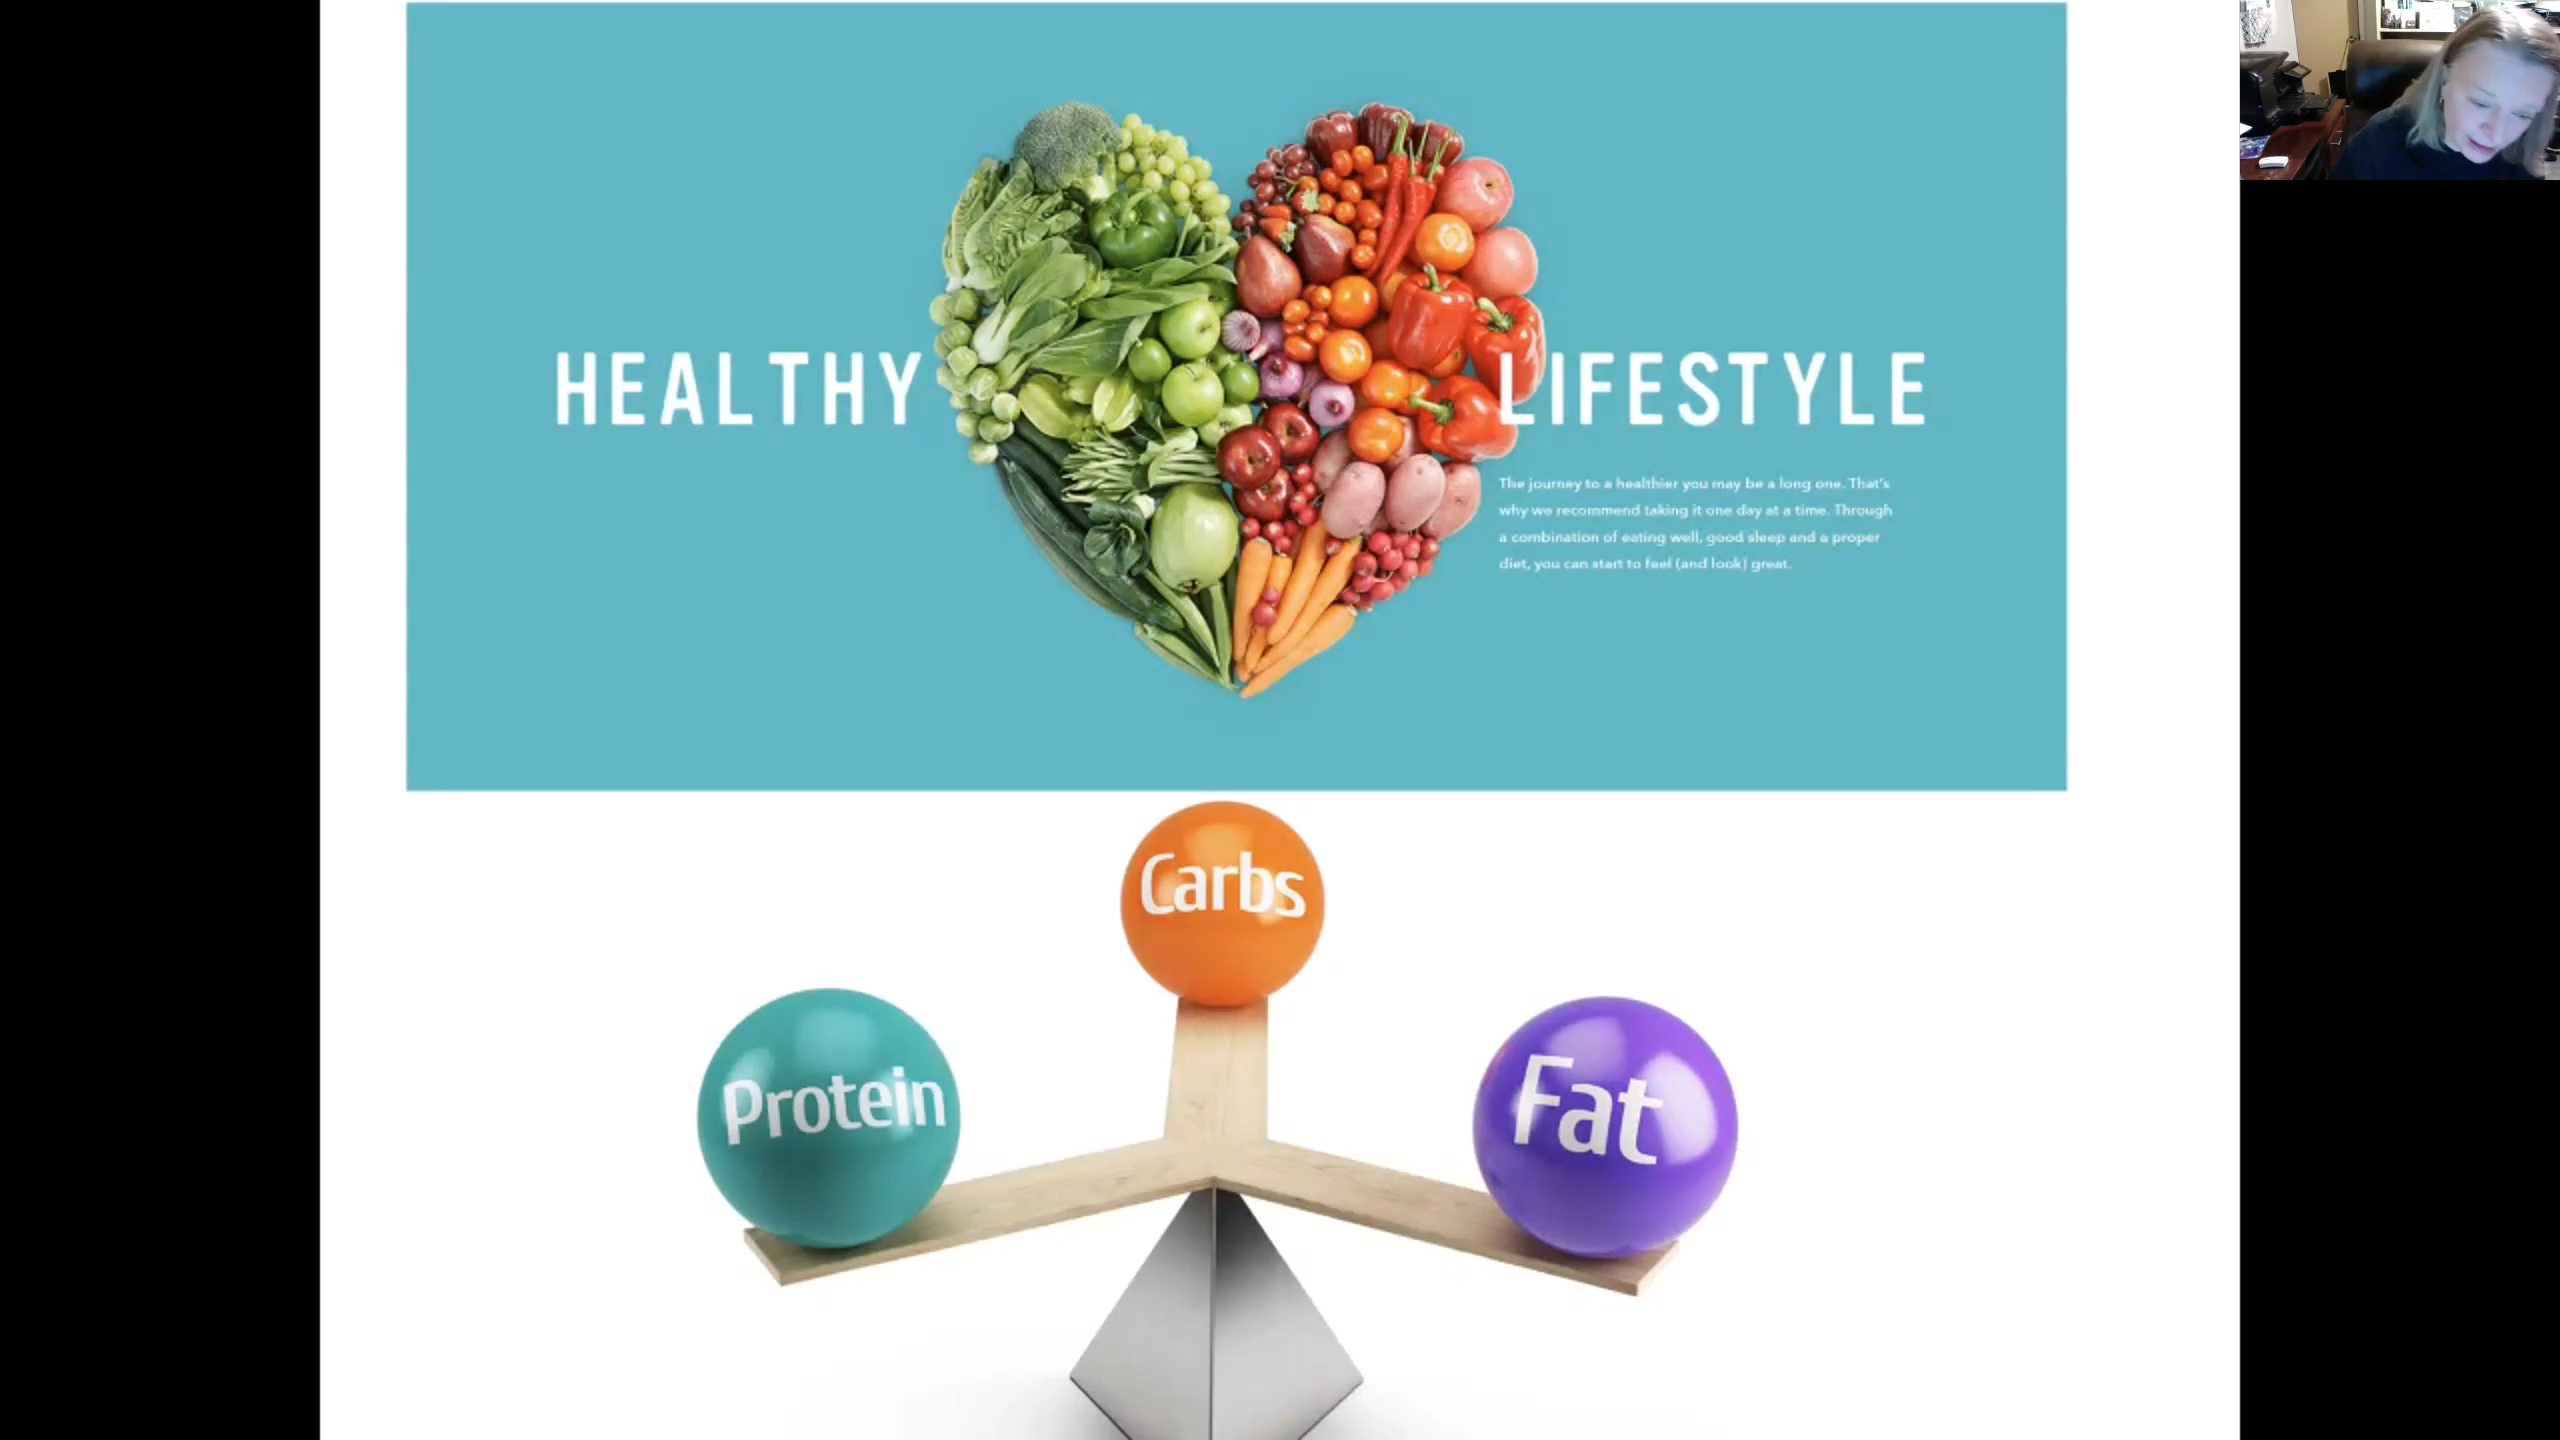 HEALTHY LIFESTYLE
The journey to a healthier you may be a long one. That's
why we recommend taking it one day at a time. Through
a combination of eating well, good sleep and a proper
diet, you can start to feel (and look) great.
Carbs
Protein
Fat